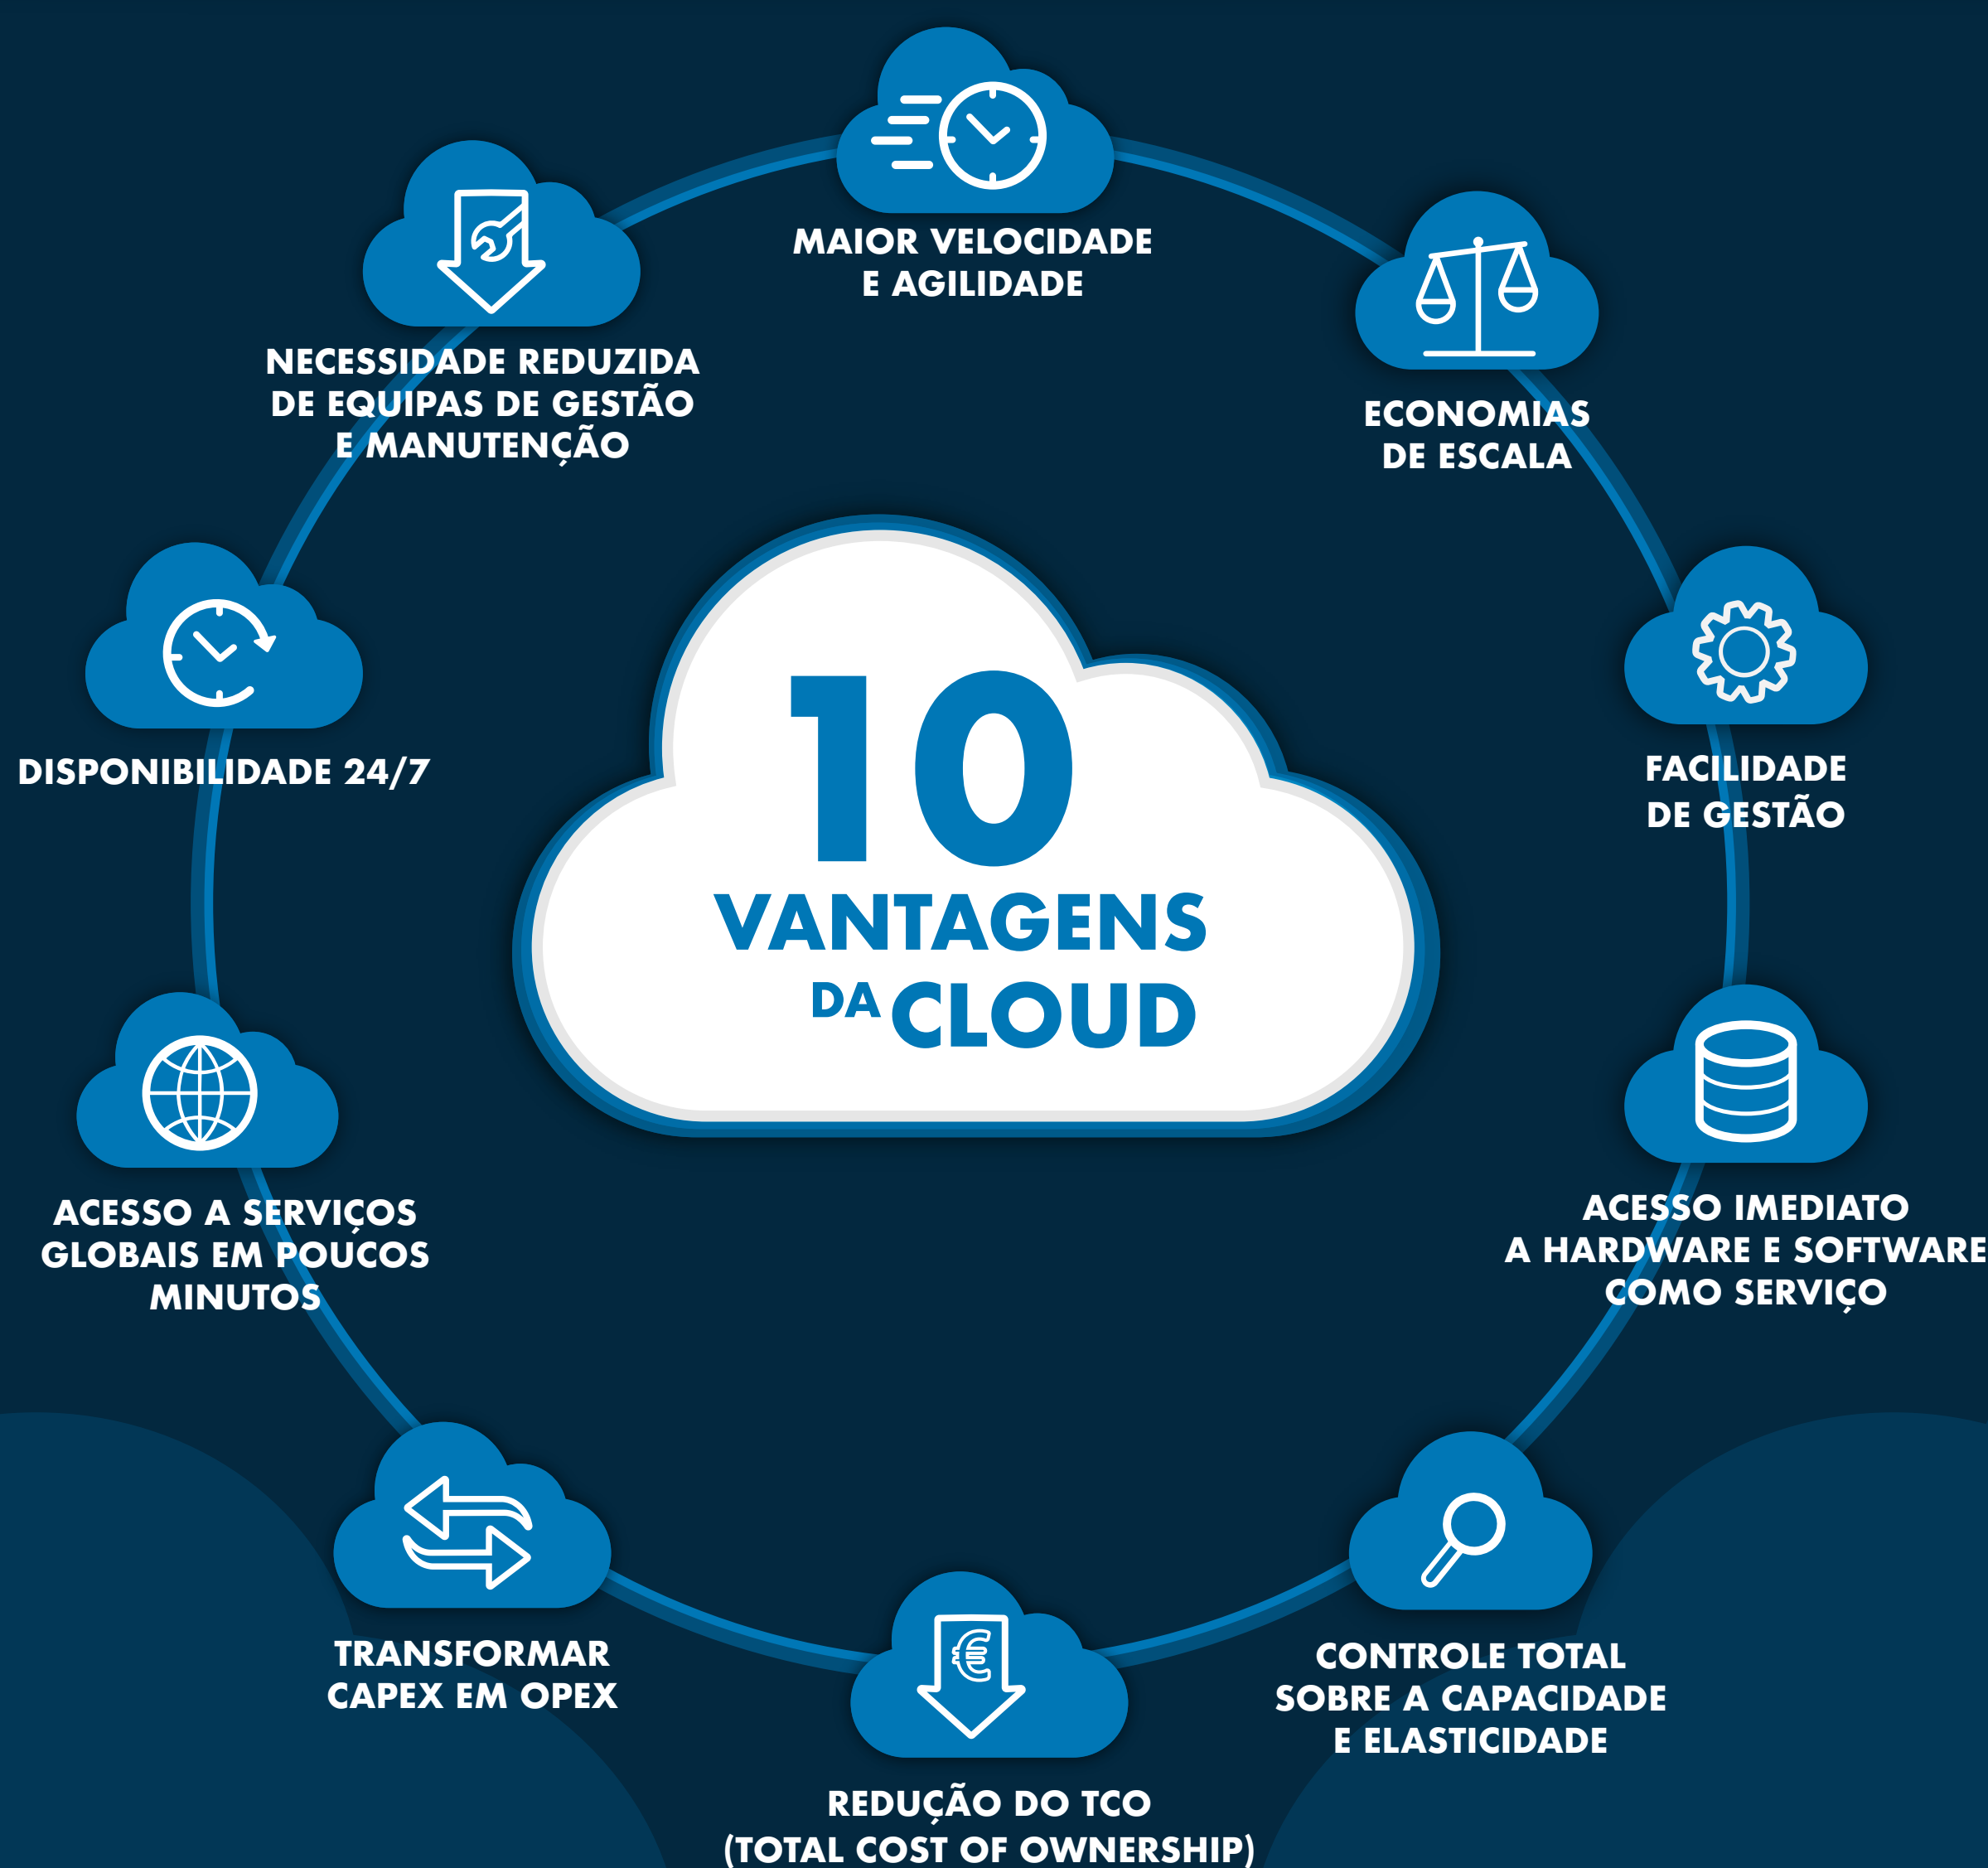 MAIOR VELOCIDADE
E AGILIDADE
ECONOMIAS
DE ESCALA
FACILIDADE
DE GESTÃO
ACESSO IMEDIATO
A HARDWARE E SOFTWARE
COMO SERVIÇO
CONTROLE TOTAL
SOBRE A CAPACIDADE
E ELASTICIDADE
REDUÇÃO DO TCO
(TOTAL COST OF OWNERSHIP)
TRANSFORMAR
CAPEX EM OPEX
ACESSO A SERVIÇOS
GLOBAIS EM POUCOS
MINUTOS
DISPONIBILIDADE 24/7
NECESSIDADE REDUZIDA
DE EQUIPAS DE GESTÃO
E MANUTENÇÃO
10
VANTAGENS
DA CLOUD
€